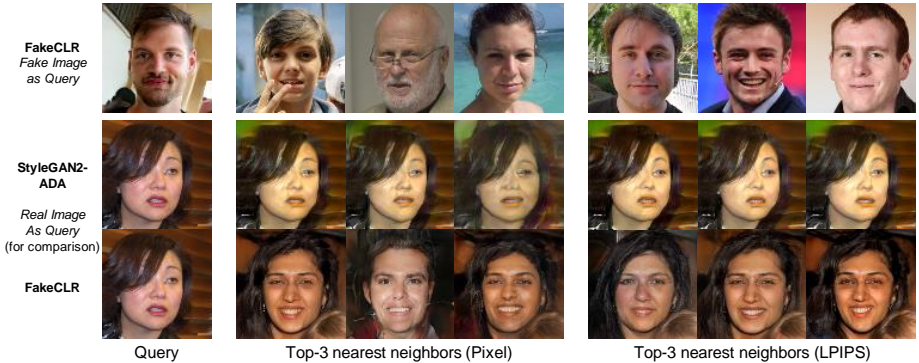 FakeCLR
Fake Image
as Query
StyleGAN2-
ADA
Real Image
As Query
(for comparison)
FakeCLR
Query
Top-3 nearest neighbors (Pixel)
Top-3 nearest neighbors (LPIPS)